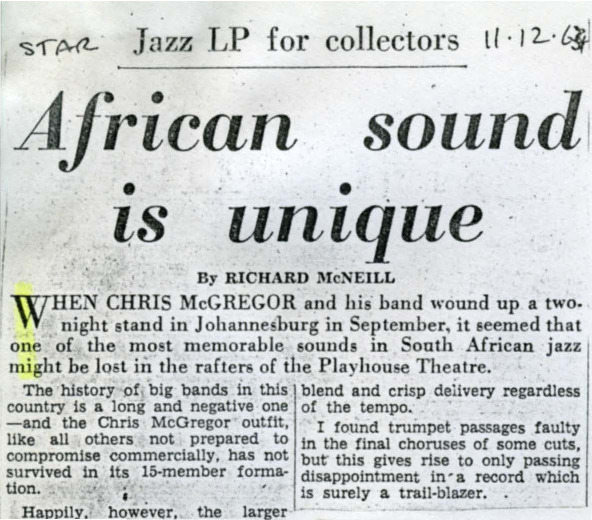 STAR Jazz LP for collectors 11.12.63
African sound
is unique
By RICHARD McNEILL
WHEN CHRIS McGREGOR and his band wound up a two-
night stand in Johannesburg in September, it seemed that
one of the most memorable sounds in South African jazz
might be lost in the rafters of the Playhouse Theatre.
The history of big bands in this
country is a long and negative one
—and the Chris McGregor outfit,
like all others not prepared to
compromise commercially, has not
survived in its 15-member forma-
tion.
Happily, however, the larger
blend and crisp delivery regardless
of the tempo.
I found trumpet passages faulty
in the final choruses of some cuts,
but this gives rise to only passing
disappointment in a record which
is surely a trail-blazer.